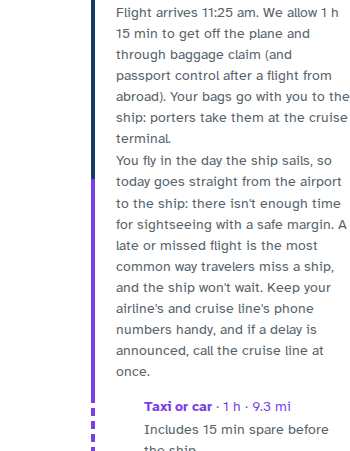 Flight arrives 11:25 am. We allow 1 h
15 min to get off the plane and
through baggage claim (and
passport control after a flight from
abroad). Your bags go with you to the
ship: porters take them at the cruise
terminal.
You fly in the day the ship sails, so
today goes straight from the airport
to the ship: there isn't enough time
for sightseeing with a safe margin. A
late or missed flight is the most
common way travelers miss a ship,
and the ship won't wait. Keep your
airline's and cruise line's phone
numbers handy, and if a delay is
announced, call the cruise line at
once.
Taxi or car · 1 h · 9.3 mi
Includes 15 min spare before
the ship